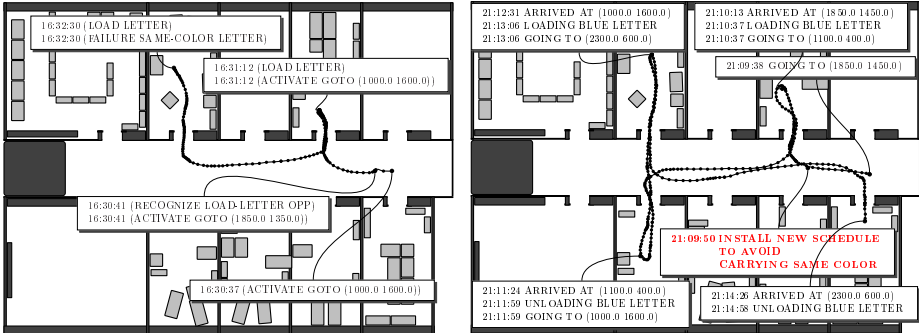 16:32:30 (LOAD LETTER)
16:32:30 (FAILURE SAME-COLOR LETTER)
16:31:12 (LOAD LETTER)
16:31:12 (ACTIVATE GOTO (1000.0 1600.0))
16:30:41 (RECOGNIZE LOAD-LETTER OPP)
16:30:41 (ACTIVATE GOTO (1850.0 1350.0))
16:30:37 (ACTIVATE GOTO (1000.0 1600.0)
21:12:31 ARRIVED AT (1000.0 1600.0)
21:13:06 LOADING BLUE LETTER
21:13:06 GOING TO (2300.0 600.0)
21:10:13 ARRIVED AT (1850.0 1450.0)
21:10:37 LOADING BLUE LETTER
21:10:37 GOING TO (1100.0 400.0)
21:09:38 GOING TO (1850.0 1450.0)
21:09:50 INSTALL NEW SCHEDULE
TO AVOID
CARRYING SAME COLOR
21:11:24 ARRIVED AT (1100.0 400.0)
21:11:59 UNLOADING BLUE LETTER
21:11:59 GOING TO (1000.0 1600.0)
21:14:26 ARRIVED AT (2300.0 600.0)
21:14:58 UNLOADING BLUE LETTER